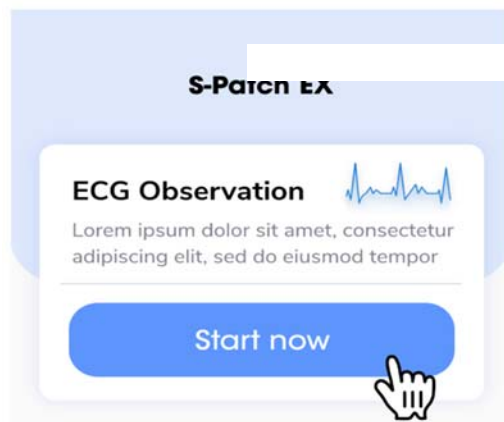 S-Patch EX
ECG Observation
Lorem ipsum dolor sit amet, consectetur
adipiscing elit, sed do eiusmod tempor
Start now